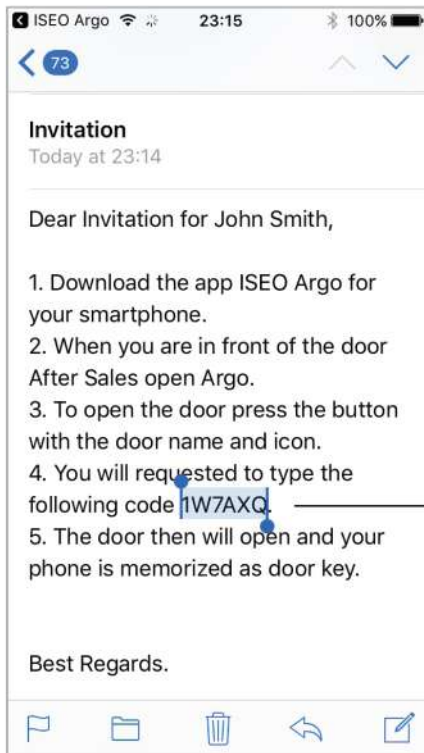 ISEO Argo 23:15 100%
73
Invitation
Today at 23:14
Dear Invitation for John Smith,
1. Download the app ISEO Argo for
your smartphone.
2. When you are in front of the door
After Sales open Argo.
3. To open the door press the button
with the door name and icon.
4. You will requested to type the
following code 1W7AXQ.
5. The door then will open and your
phone is memorized as door key.
Best Regards.